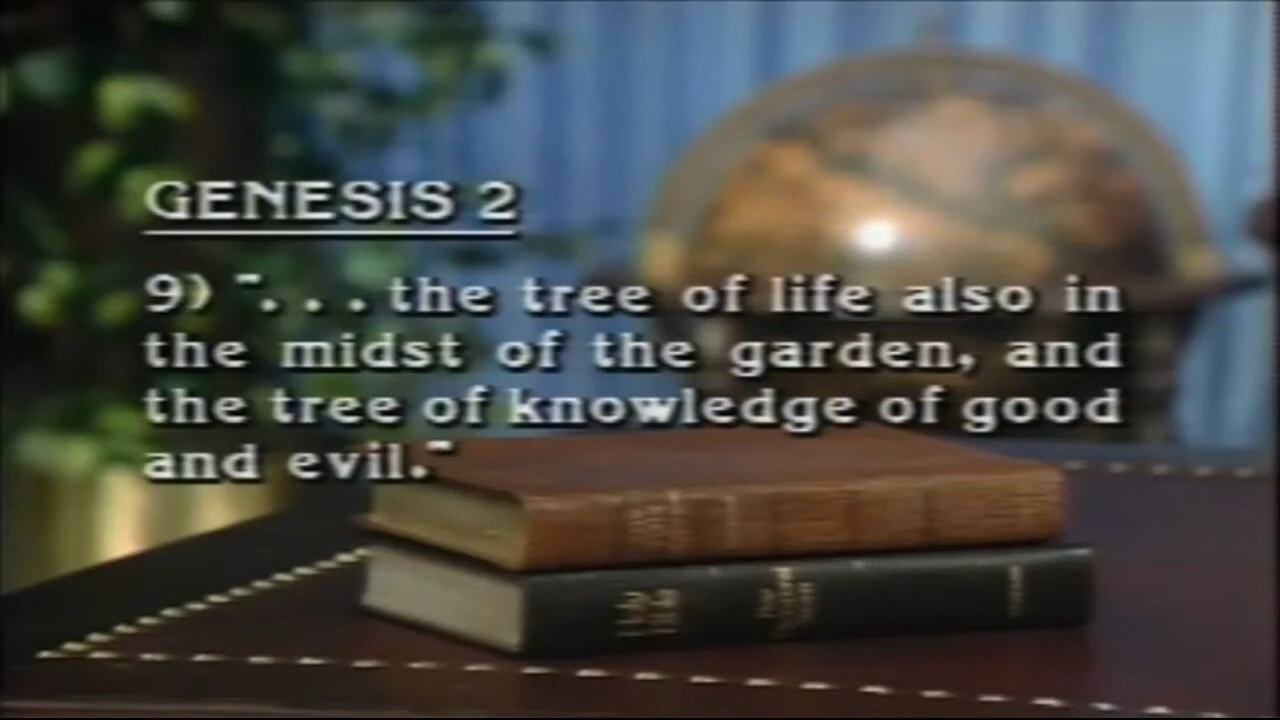 GENESIS 2
9) ". . . the tree of life also in
the midst of the garden, and
the tree of knowledge of good
and evil."